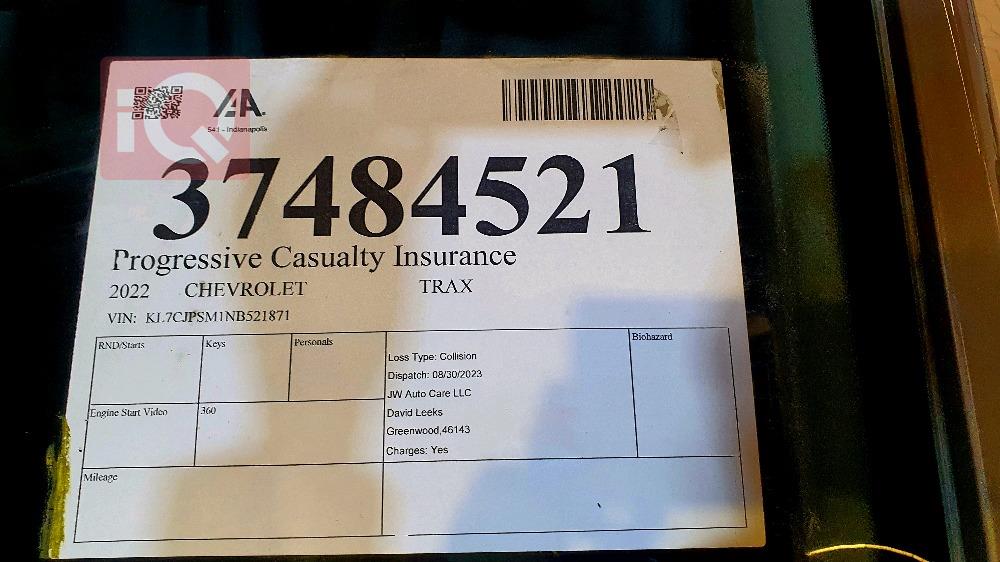 iQ
IAA.
541 - Indianapolis
37484521
Progressive Casualty Insurance
2022 CHEVROLET TRAX
VIN: KL7CJPSM1NB521871
RND/Starts Keys Personals
Loss Type: Collision
Dispatch: 08/30/2023
JW Auto Care LLC
David Leeks
Greenwood,46143
Charges: Yes
Biohazard
Engine Start Video 360
Mileage